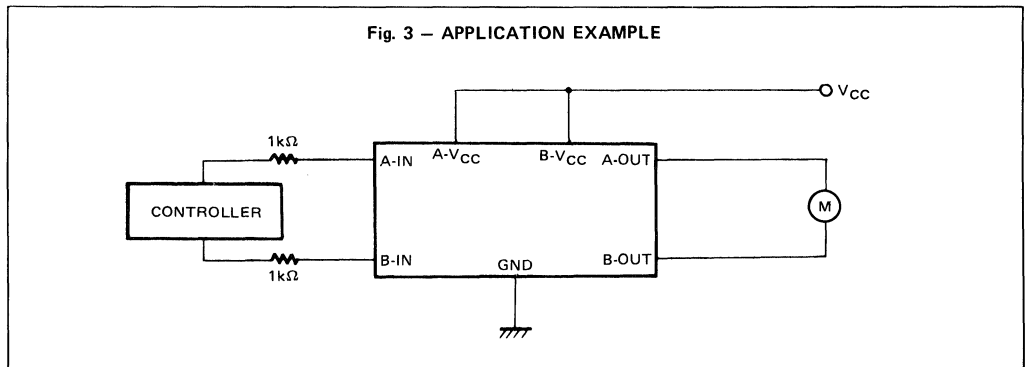 Fig. 3 — APPLICATION EXAMPLE
VCC
1kΩ
A-IN
A-VCC
B-VCC
A-OUT
CONTROLLER
M
B-IN
GND
B-OUT
1kΩ